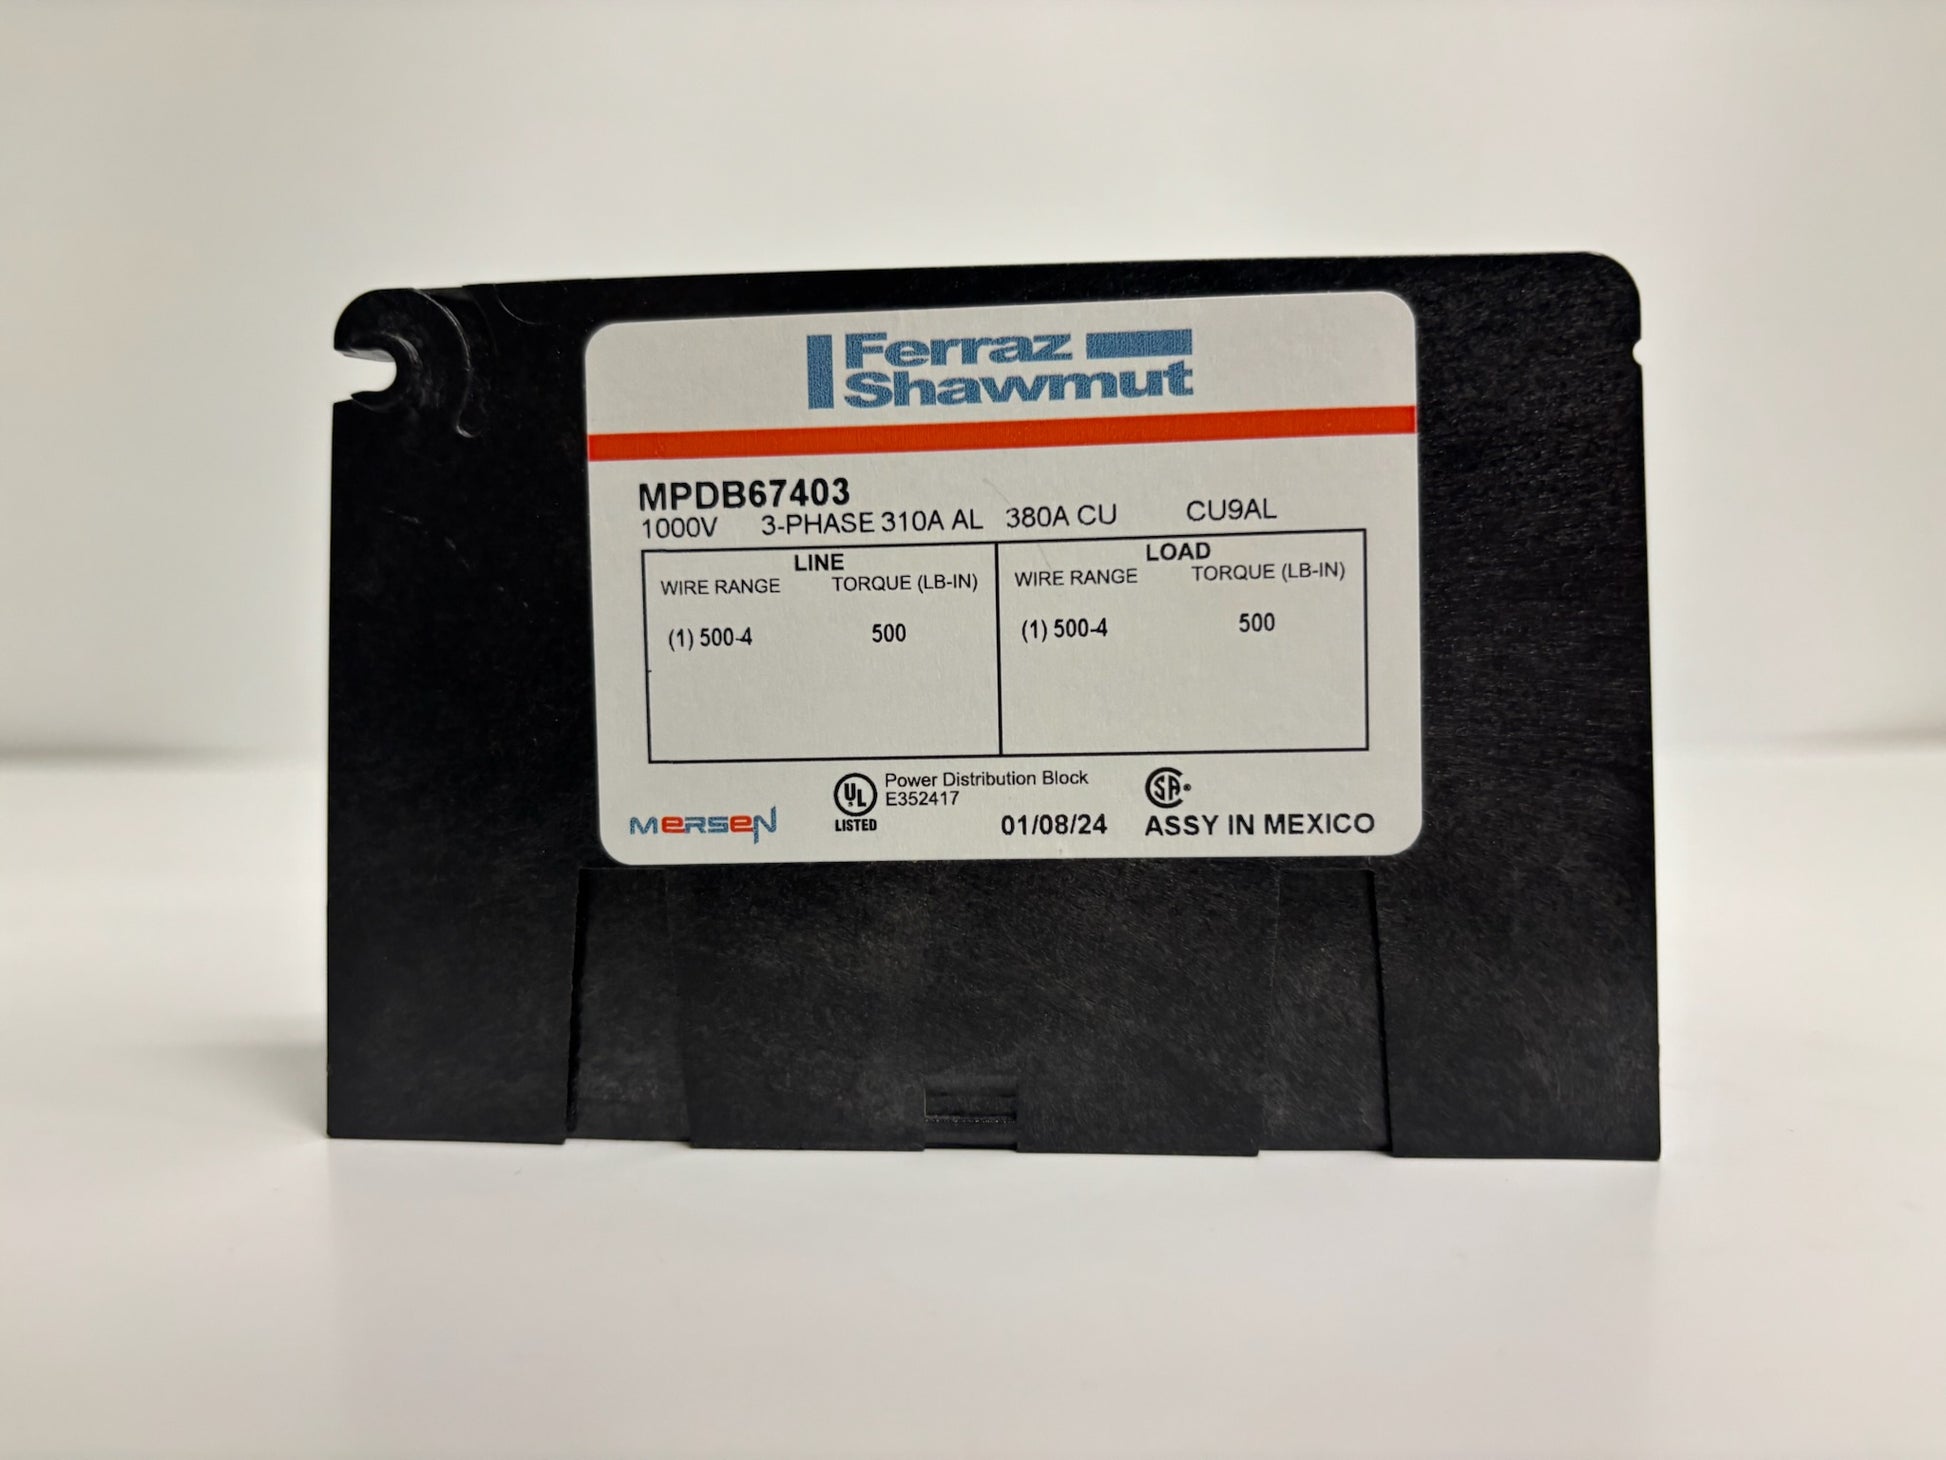 Ferraz
Shawmut
MPDB67403
1000V 3-PHASE 310A AL 380A CU CU9AL
LINE
WIRE RANGE TORQUE (LB-IN)
(1) 500-4 500
LOAD
WIRE RANGE TORQUE (LB-IN)
(1) 500-4 500
MERSEN
UL
LISTED
Power Distribution Block
E352417
01/08/24
SA
ASSY IN MEXICO